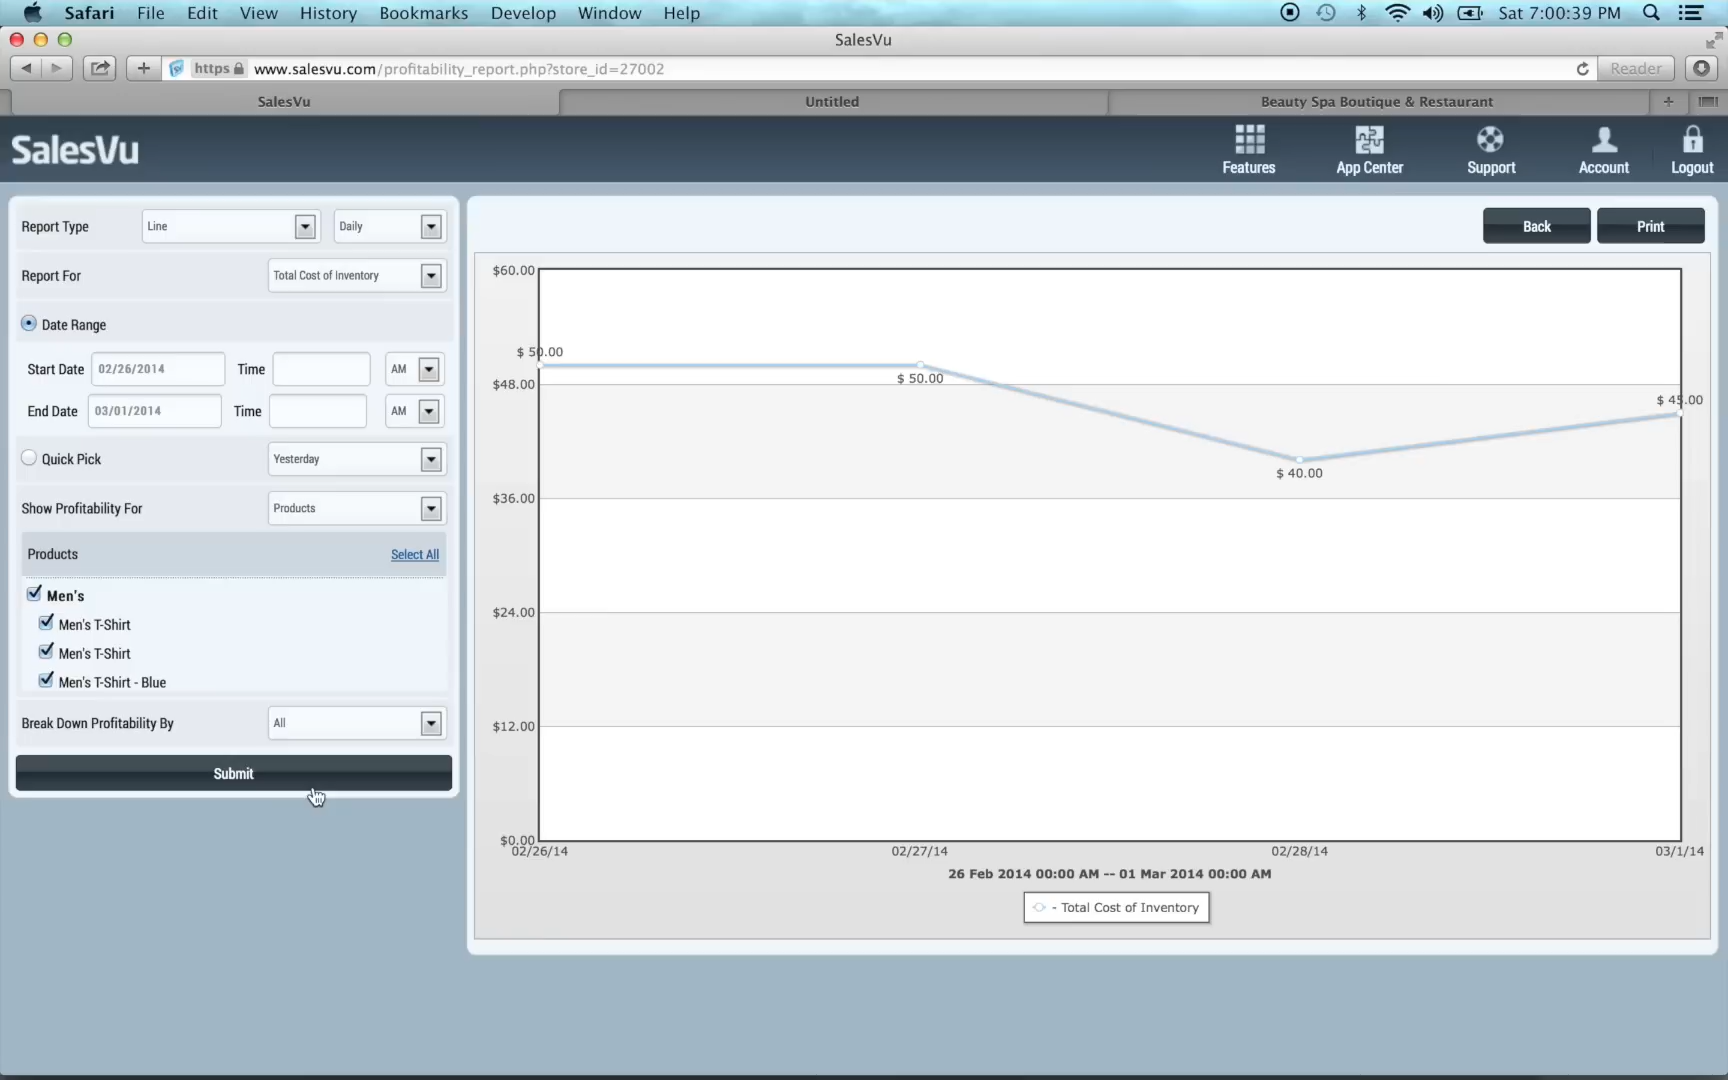 Safari File Edit View History Bookmarks Develop Window Help Sat 7:00:39 PM
SalesVu
https www.salesvu.com/profitability_report.php?store_id=27002 Reader
SalesVu Untitled Beauty Spa Boutique & Restaurant
SalesVu
Features App Center Support Account Logout
Report Type Line Daily
Report For Total Cost of Inventory
Date Range
Start Date 02/26/2014 Time AM
End Date 03/01/2014 Time AM
Quick Pick Yesterday
Show Profitability For Products
Products Select All
Men's
Men's T-Shirt
Men's T-Shirt
Men's T-Shirt - Blue
Break Down Profitability By All
Submit
Back Print
$60.00
$ 50.00
$ 50.00
$48.00
$ 45.00
$ 40.00
$36.00
$24.00
$12.00
$0.00
02/26/14 02/27/14 02/28/14 03/1/14
26 Feb 2014 00:00 AM -- 01 Mar 2014 00:00 AM
- Total Cost of Inventory